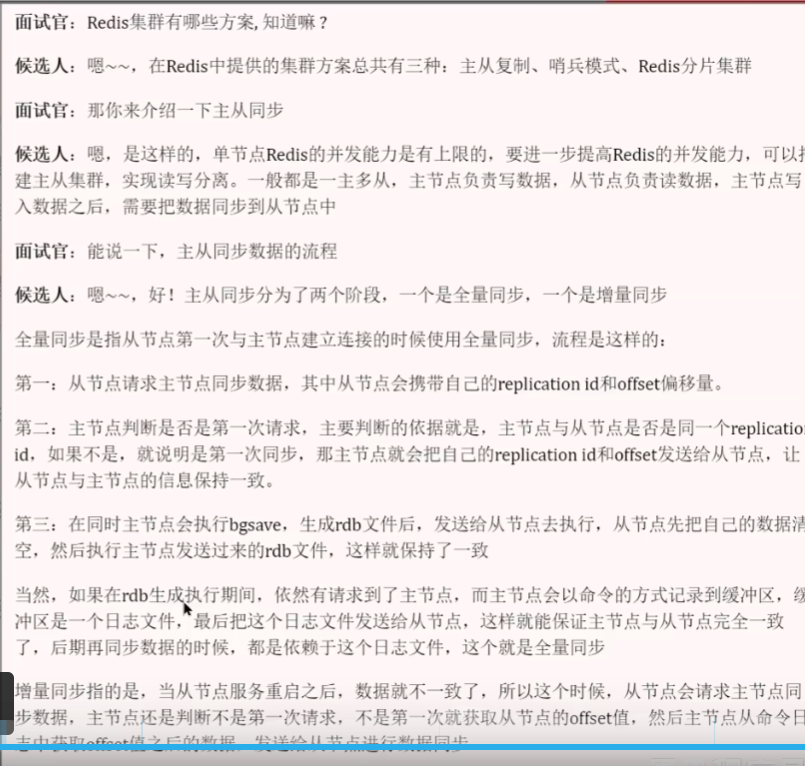 面试官：Redis集群有哪些方案, 知道嘛？
候选人：嗯~~，在Redis中提供的集群方案总共有三种：主从复制、哨兵模式、Redis分片集群
面试官：那你来介绍一下主从同步
候选人：嗯，是这样的，单节点Redis的并发能力是有上限的，要进一步提高Redis的并发能力，可以
建主从集群，实现读写分离。一般都是一主多从，主节点负责写数据，从节点负责读数据，主节点写
入数据之后，需要把数据同步到从节点中
面试官：能说一下，主从同步数据的流程
候选人：嗯~~，好！主从同步分为了两个阶段，一个是全量同步，一个是增量同步
全量同步是指从节点第一次与主节点建立连接的时候使用全量同步，流程是这样的：
第一：从节点请求主节点同步数据，其中从节点会携带自己的replication id和offset偏移量。
第二：主节点判断是否是第一次请求，主要判断的依据就是，主节点与从节点是否是同一个replication
id，如果不是，就说明是第一次同步，那主节点就会把自己的replication id和offset发送给从节点，让
从节点与主节点的信息保持一致。
第三：在同时主节点会执行bgsave，生成rdb文件后，发送给从节点去执行，从节点先把自己的数据清
空，然后执行主节点发送过来的rdb文件，这样就保持了一致
当然，如果在rdb生成执行期间，依然有请求到了主节点，而主节点会以命令的方式记录到缓冲区，缓
冲区是一个日志文件，最后把这个日志文件发送给从节点，这样就能保证主节点与从节点完全一致
了，后期再同步数据的时候，都是依赖于这个日志文件，这个就是全量同步
增量同步指的是，当从节点服务重启之后，数据就不一致了，所以这个时候，从节点会请求主节点同
步数据，主节点还是判断不是第一次请求，不是第一次就获取从节点的offset值，然后主节点从命令日
志中获取offset值之后的数据，发送给从节点进行数据同步